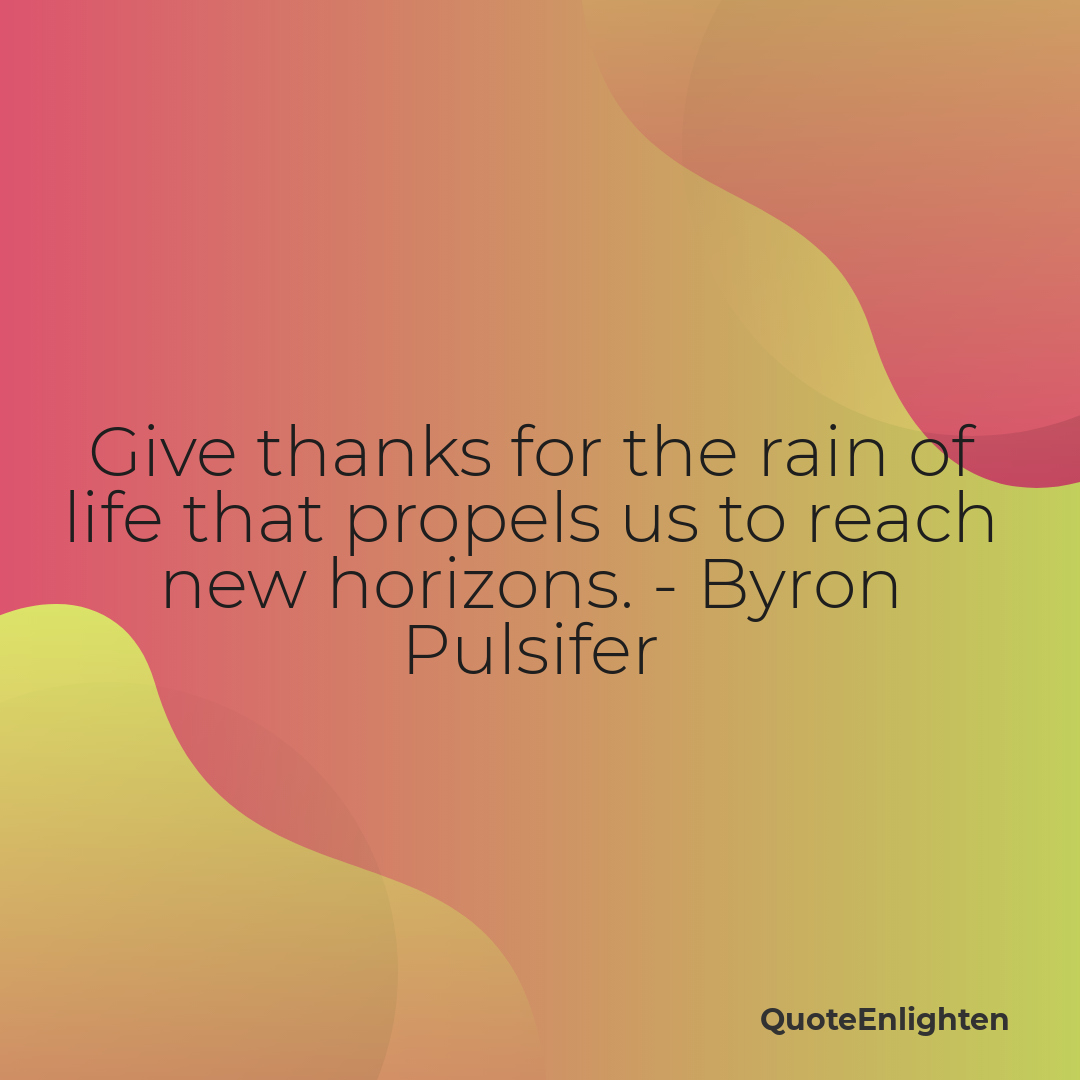 Give thanks for the rain of
life that propels us to reach
new horizons. - Byron
Pulsifer
QuoteEnlighten